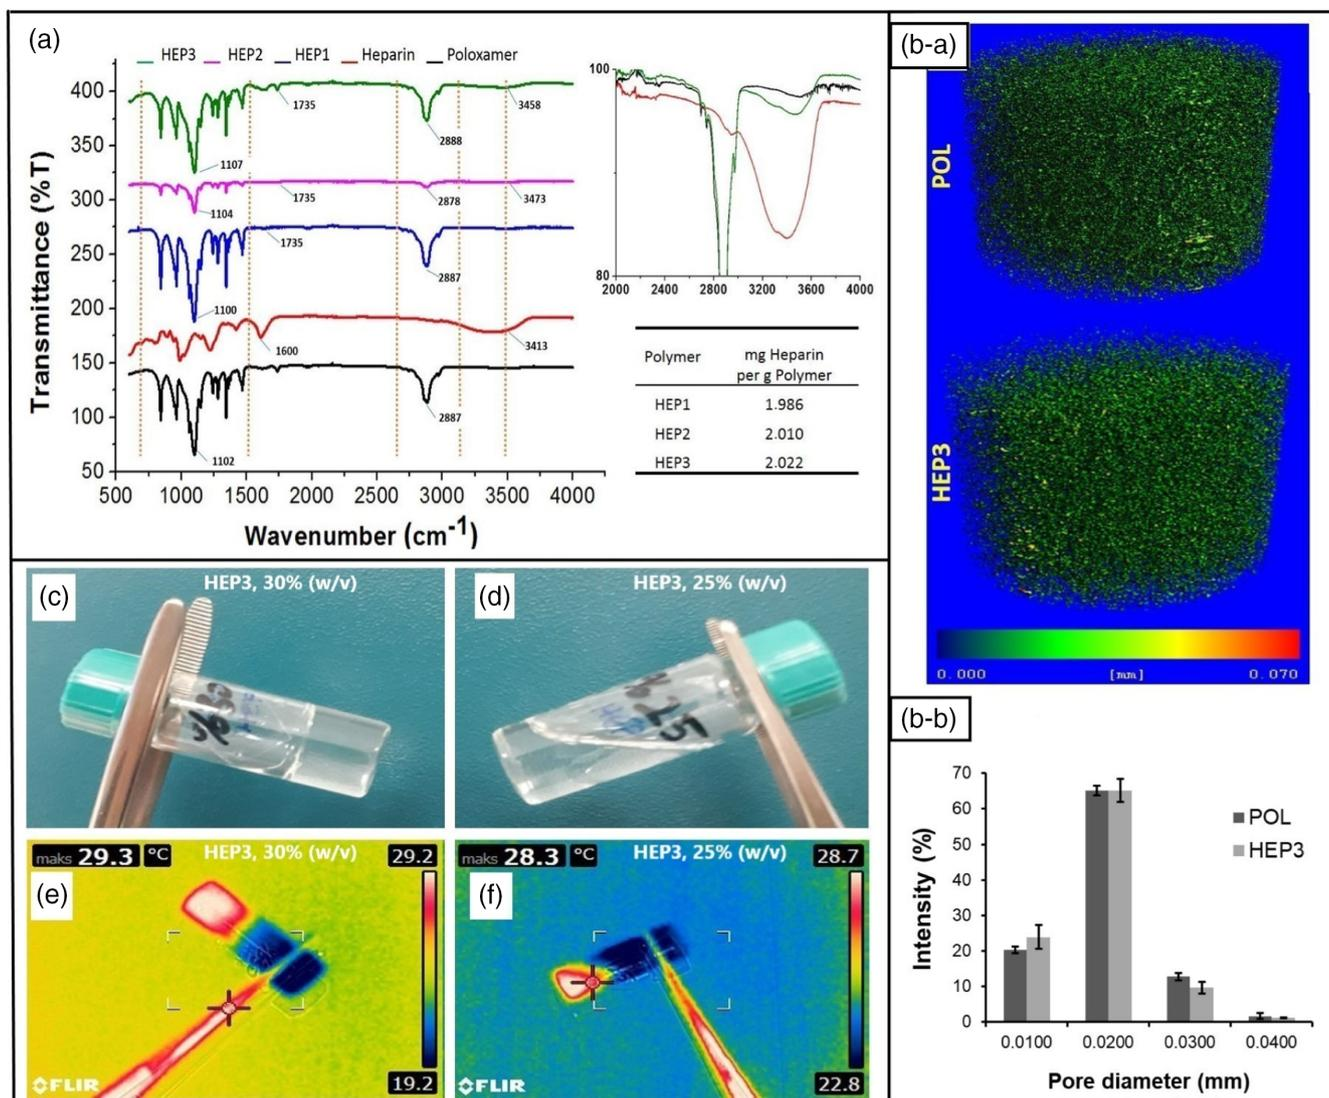 (a)
HEP3 HEP2 HEP1 Heparin Poloxamer
Transmittance (%T)
400
350
300
250
200
150
100
50
1735
3458
2888
1107
1735
2878
3473
1104
1735
2887
1100
1600
3413
2887
1102
500 1000 1500 2000 2500 3000 3500 4000
Wavenumber (cm-1)
100
80
2000 2400 2800 3200 3600 4000
Polymer mg Heparin
per g Polymer
HEP1 1.986
HEP2 2.010
HEP3 2.022
(b-a)
POL
HEP3
0.000 [mm] 0.070
(b-b)
Intensity (%)
70
60
50
40
30
20
10
0
POL
HEP3
0.0100 0.0200 0.0300 0.0400
Pore diameter (mm)
(c)
HEP3, 30% (w/v)
(d)
HEP3, 25% (w/v)
25
(e)
maks 29.3 °C HEP3, 30% (w/v) 29.2
FLIR 19.2
(f)
maks 28.3 °C HEP3, 25% (w/v) 28.7
FLIR 22.8